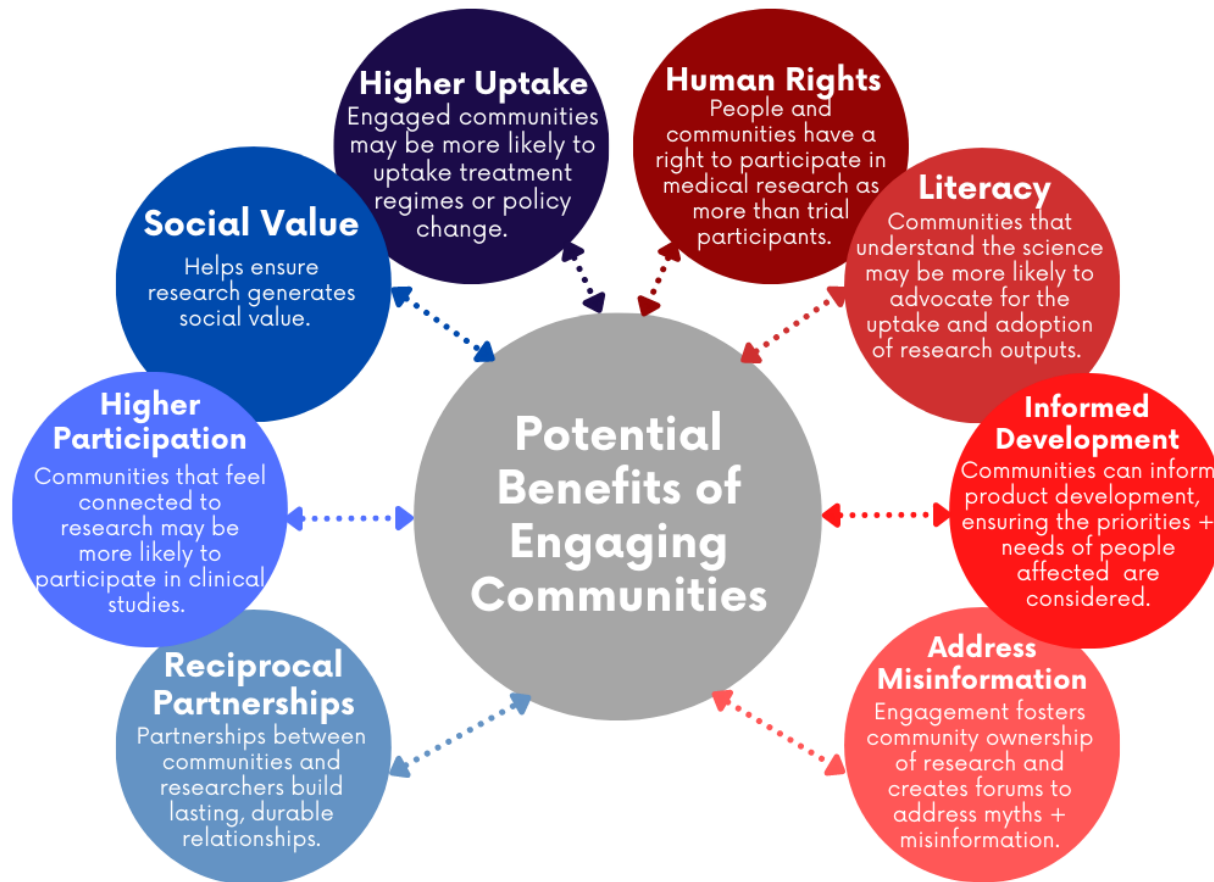 Potential
Benefits of
Engaging
Communities
Reciprocal
Partnerships
Partnerships between
communities and
researchers build
lasting, durable
relationships.
Higher
Participation
Communities that feel
connected to
research may be
more likely to
participate in clinical
studies.
Social Value
Helps ensure
research generates
social value.
Higher Uptake
Engaged communities
may be more likely to
uptake treatment
regimes or policy
change.
Human Rights
People and
communities have a
right to participate in
medical research as
more than trial
participants.
Literacy
Communities that
understand the science
may be more likely to
advocate for the
uptake and adoption
of research outputs.
Informed
Development
Communities can inform
product development,
ensuring the priorities +
needs of people
affected are
considered.
Address
Misinformation
Engagement fosters
community ownership
of research and
creates forums to
address myths +
misinformation.